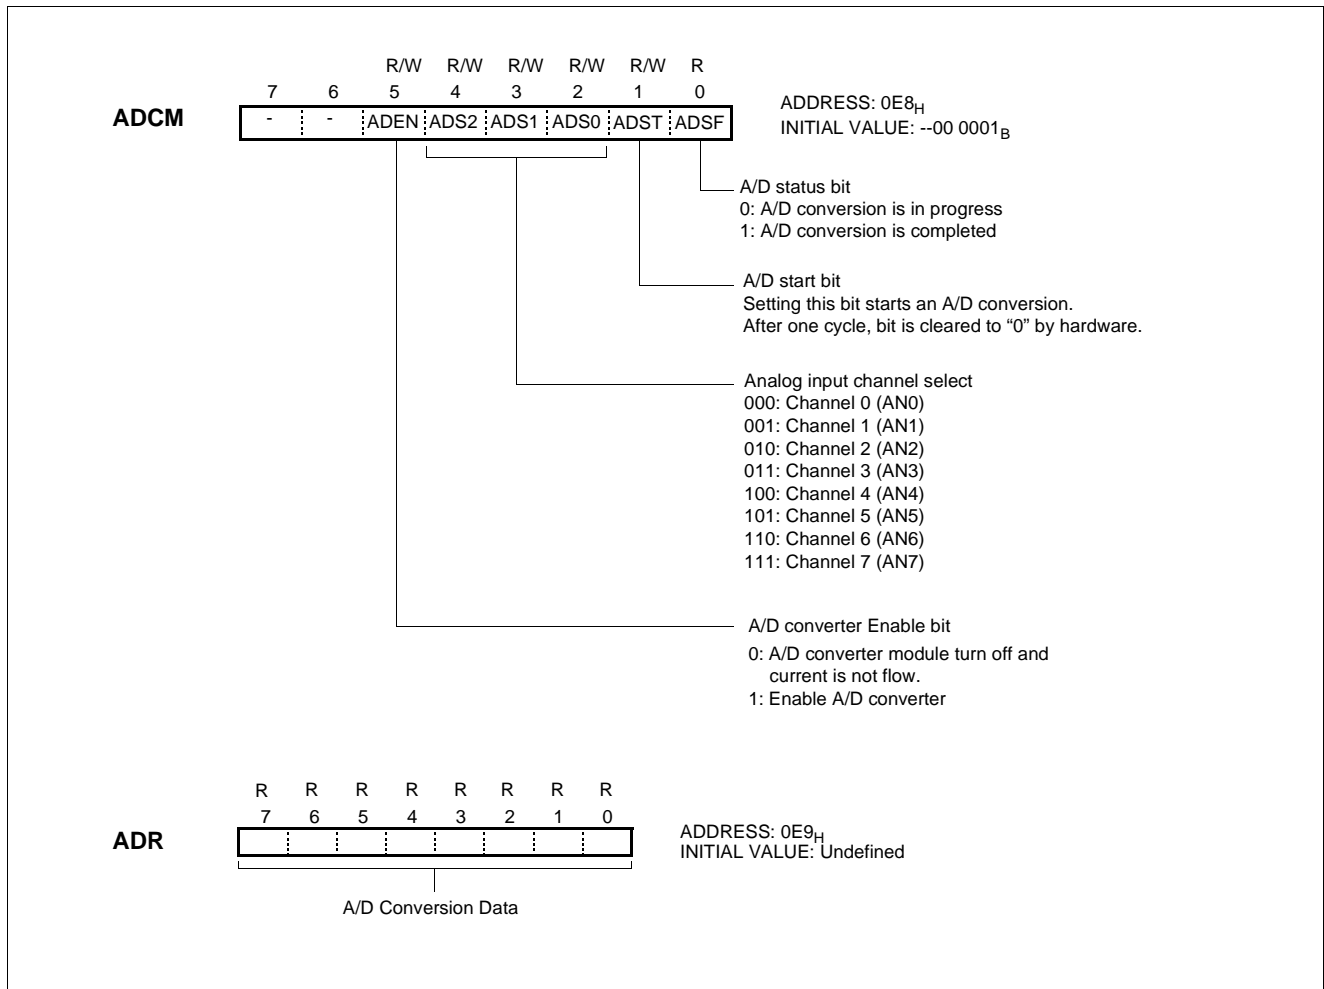 R/W R/W R/W R/W R/W R
7 6 5 4 3 2 1 0
ADCM
- - ADEN ADS2 ADS1 ADS0 ADST ADSF
ADDRESS: 0E8H
INITIAL VALUE: --00 0001B
A/D status bit
0: A/D conversion is in progress
1: A/D conversion is completed
A/D start bit
Setting this bit starts an A/D conversion.
After one cycle, bit is cleared to “0” by hardware.
Analog input channel select
000: Channel 0 (AN0)
001: Channel 1 (AN1)
010: Channel 2 (AN2)
011: Channel 3 (AN3)
100: Channel 4 (AN4)
101: Channel 5 (AN5)
110: Channel 6 (AN6)
111: Channel 7 (AN7)
A/D converter Enable bit
0: A/D converter module turn off and
current is not flow.
1: Enable A/D converter
R R R R R R R R
7 6 5 4 3 2 1 0
ADR
ADDRESS: 0E9H
INITIAL VALUE: Undefined
A/D Conversion Data